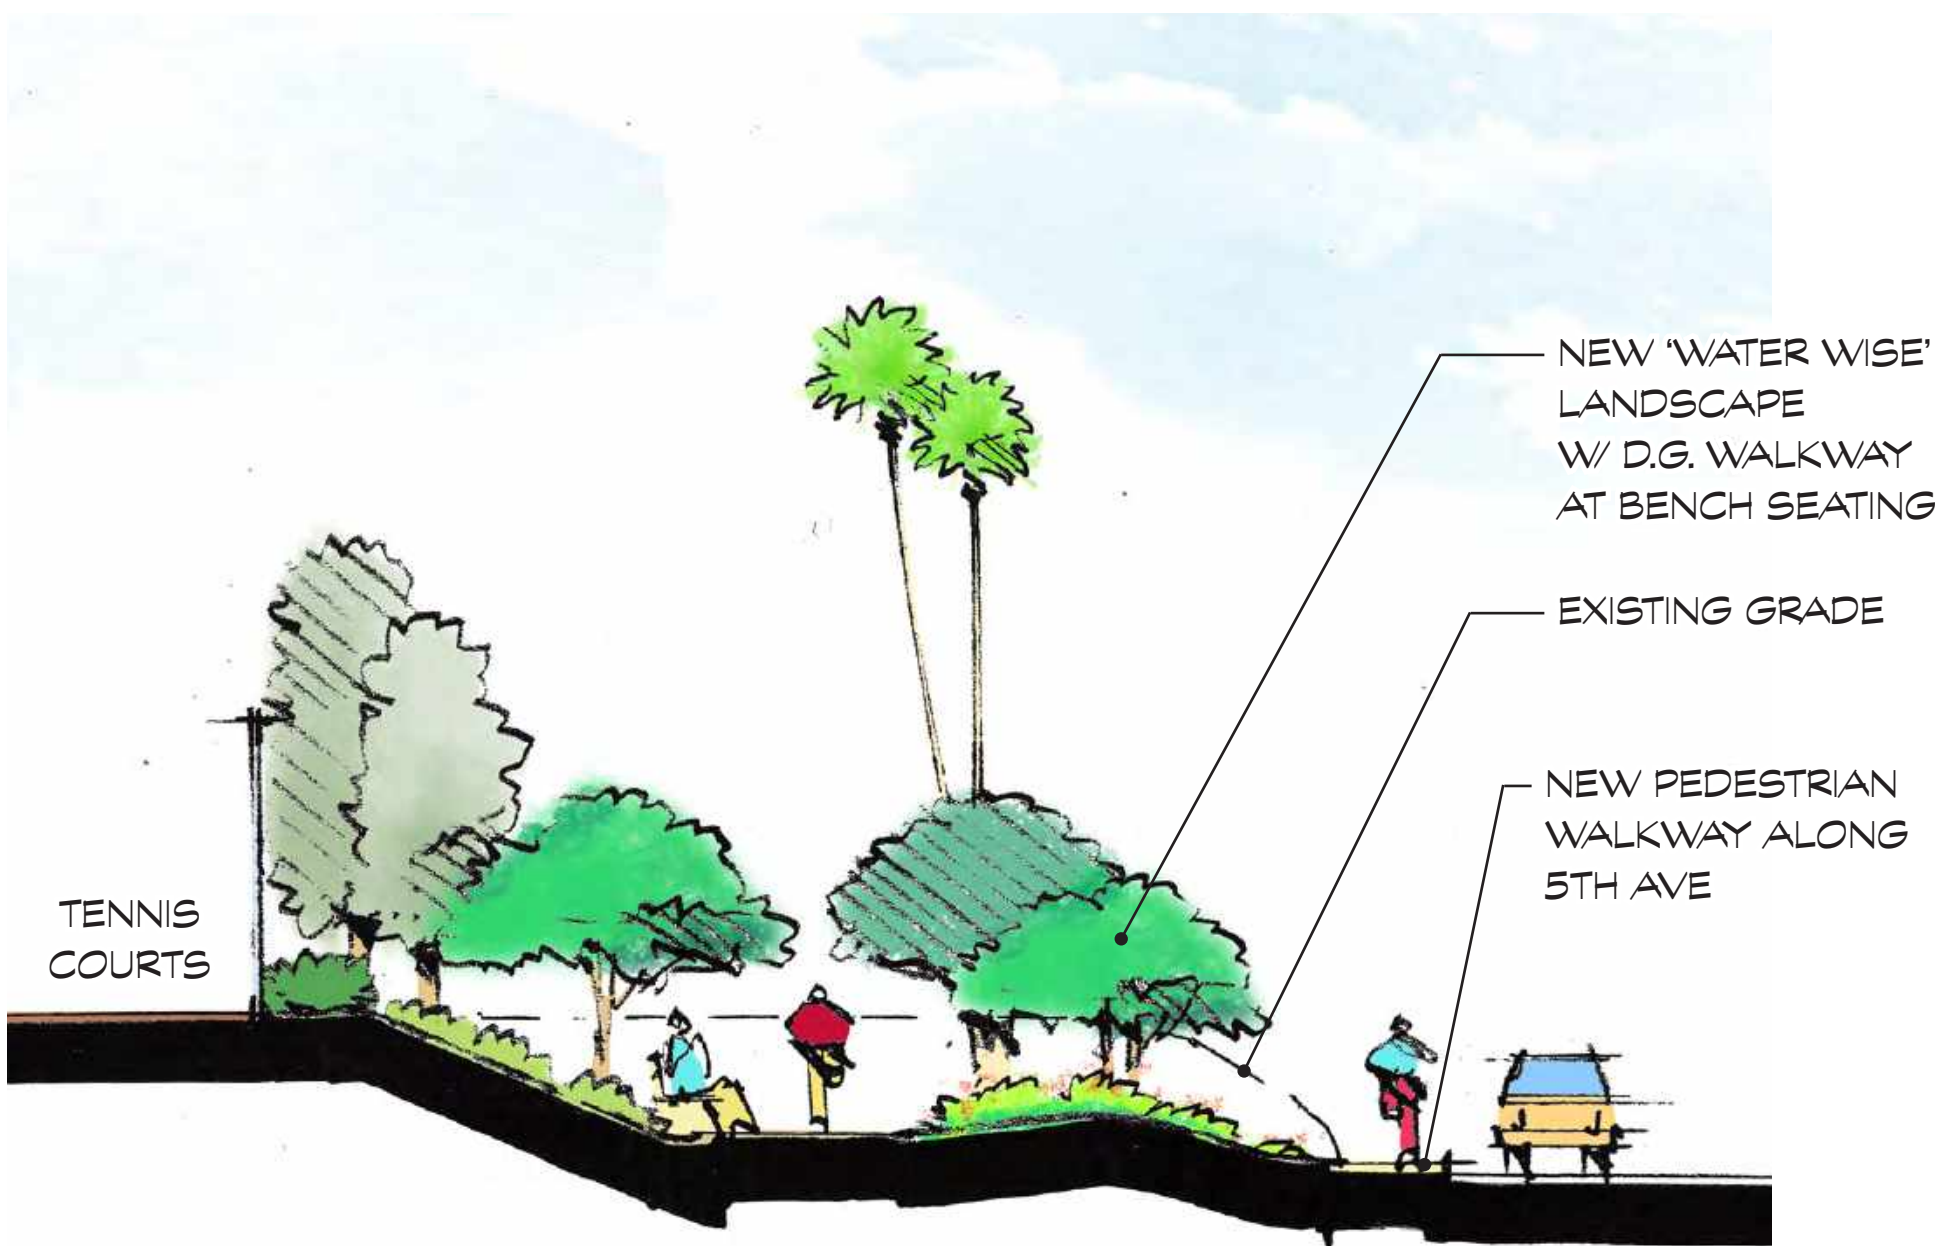 NEW ‘WATER WISE’
LANDSCAPE
W/ D.G. WALKWAY
AT BENCH SEATING
EXISTING GRADE
NEW PEDESTRIAN
WALKWAY ALONG
5TH AVE
TENNIS
COURTS